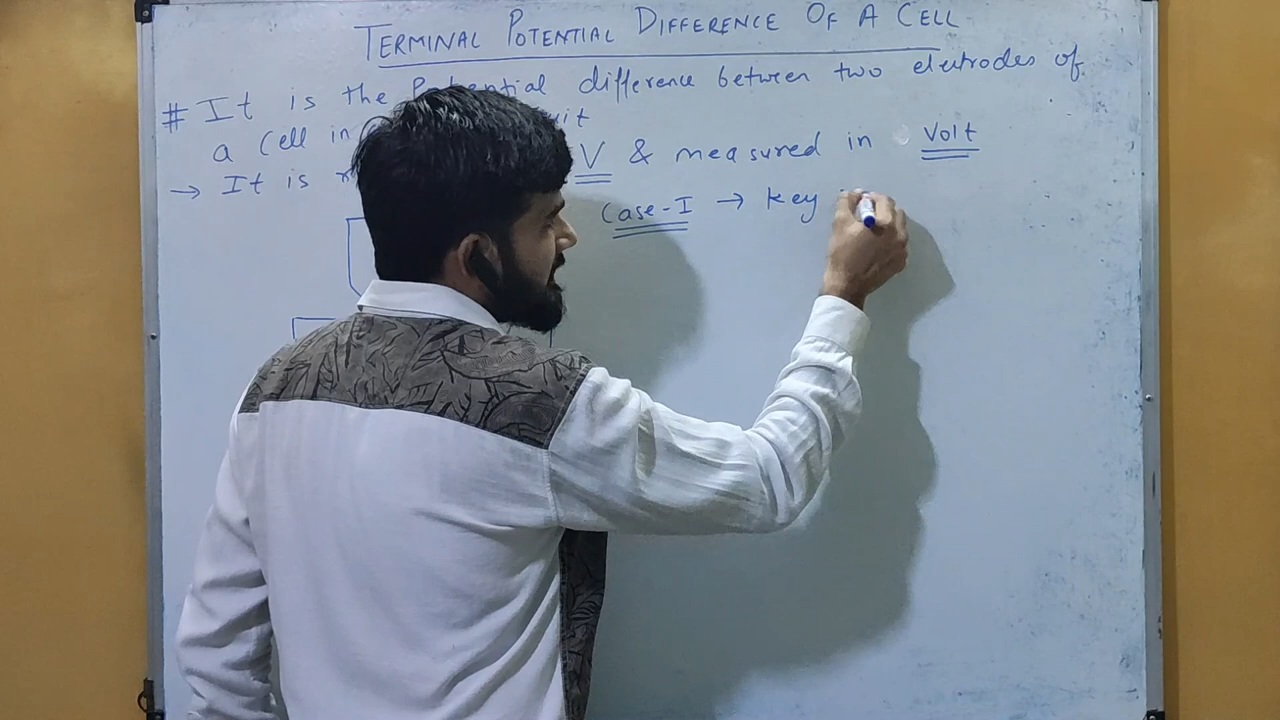 TERMINAL POTENTIAL DIFFERENCE OF A CELL
# It is the Potential difference between two electrodes of
a cell in
→ It is V & measured in Volt
Case-I → key